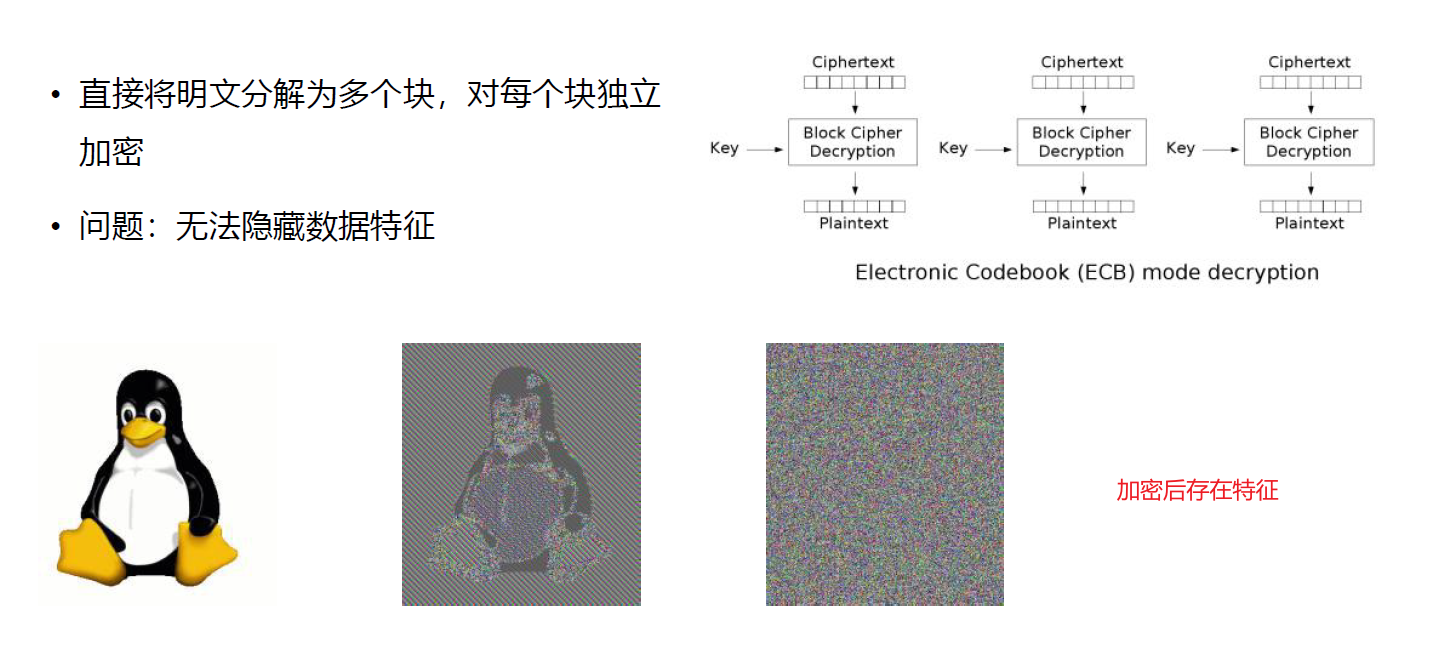 • 直接将明文分解为多个块，对每个块独立
加密
• 问题：无法隐藏数据特征
Ciphertext Ciphertext Ciphertext
Key Block Cipher Key Block Cipher Key Block Cipher
Decryption Decryption Decryption
Plaintext Plaintext Plaintext
Electronic Codebook (ECB) mode decryption
加密后存在特征